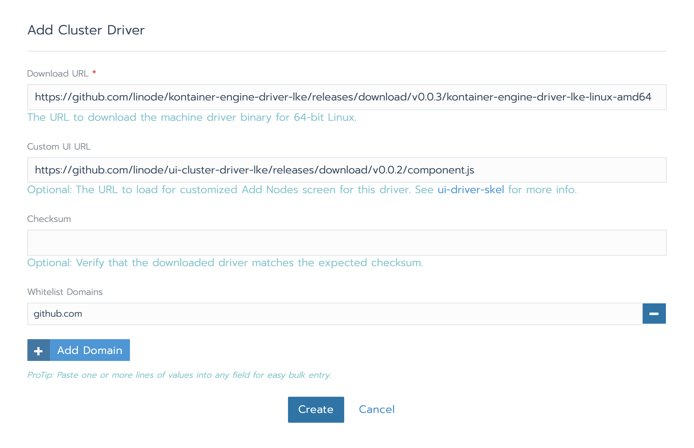 Add Cluster Driver
Download URL *
https://github.com/linode/kontainer-engine-driver-lke/releases/download/v0.0.3/kontainer-engine-driver-lke-linux-amd64
The URL to download the machine driver binary for 64-bit Linux.
Custom UI URL
https://github.com/linode/ui-cluster-driver-lke/releases/download/v0.0.2/component.js
Optional: The URL to load for customized Add Nodes screen for this driver. See ui-driver-skel for more info.
Checksum
Optional: Verify that the downloaded driver matches the expected checksum.
Whitelist Domains
github.com
+ Add Domain
ProTip: Paste one or more lines of values into any field for easy bulk entry.
Create Cancel